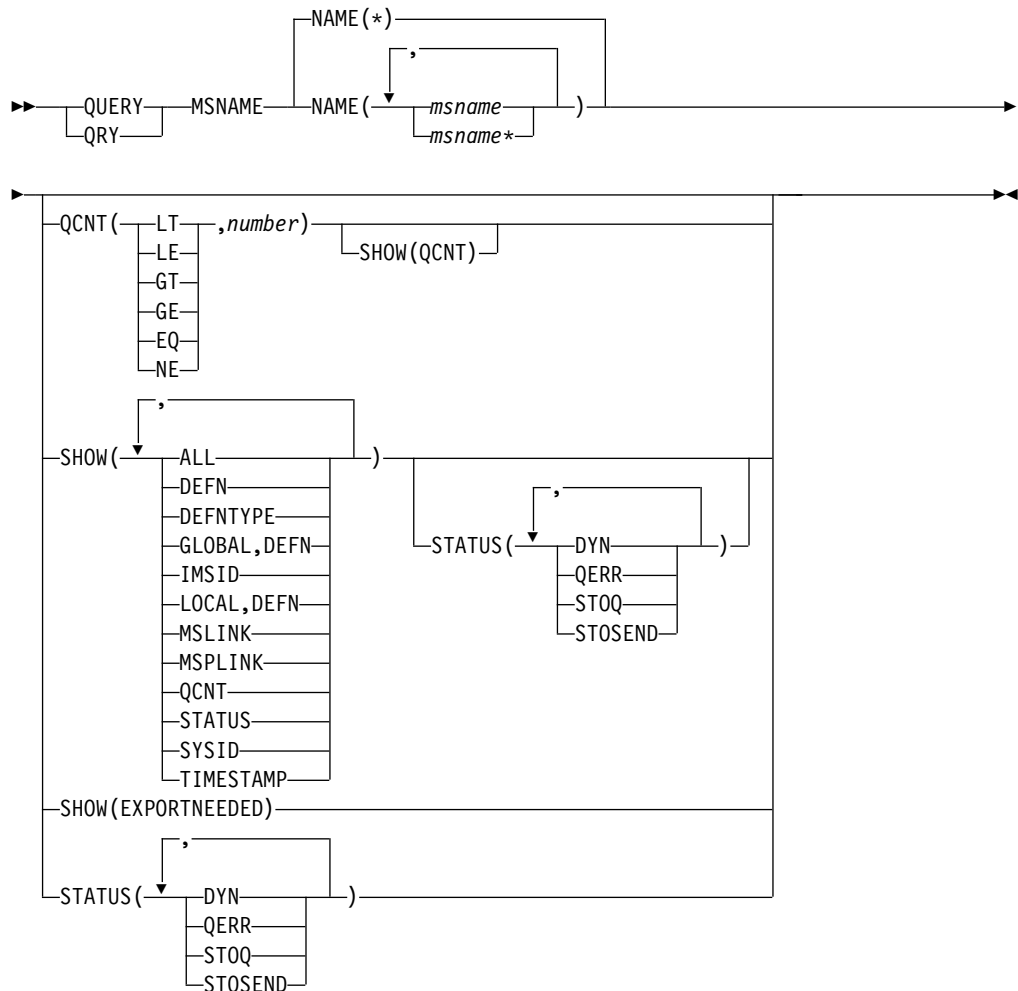 NAME(*)
,
QUERY MSNAME NAME( msname )
QRY msname*
QCNT( LT ,number)
LE SHOW(QCNT)
GT
GE
EQ
NE
,
SHOW( ALL )
DEFN ,
DEFNTYPE
GLOBAL,DEFN STATUS( DYN )
IMSID QERR
LOCAL,DEFN STOQ
MSLINK STOSEND
MSPLINK
QCNT
STATUS
SYSID
TIMESTAMP
SHOW(EXPORTNEEDED)
,
STATUS( DYN )
QERR
STOQ
STOSEND